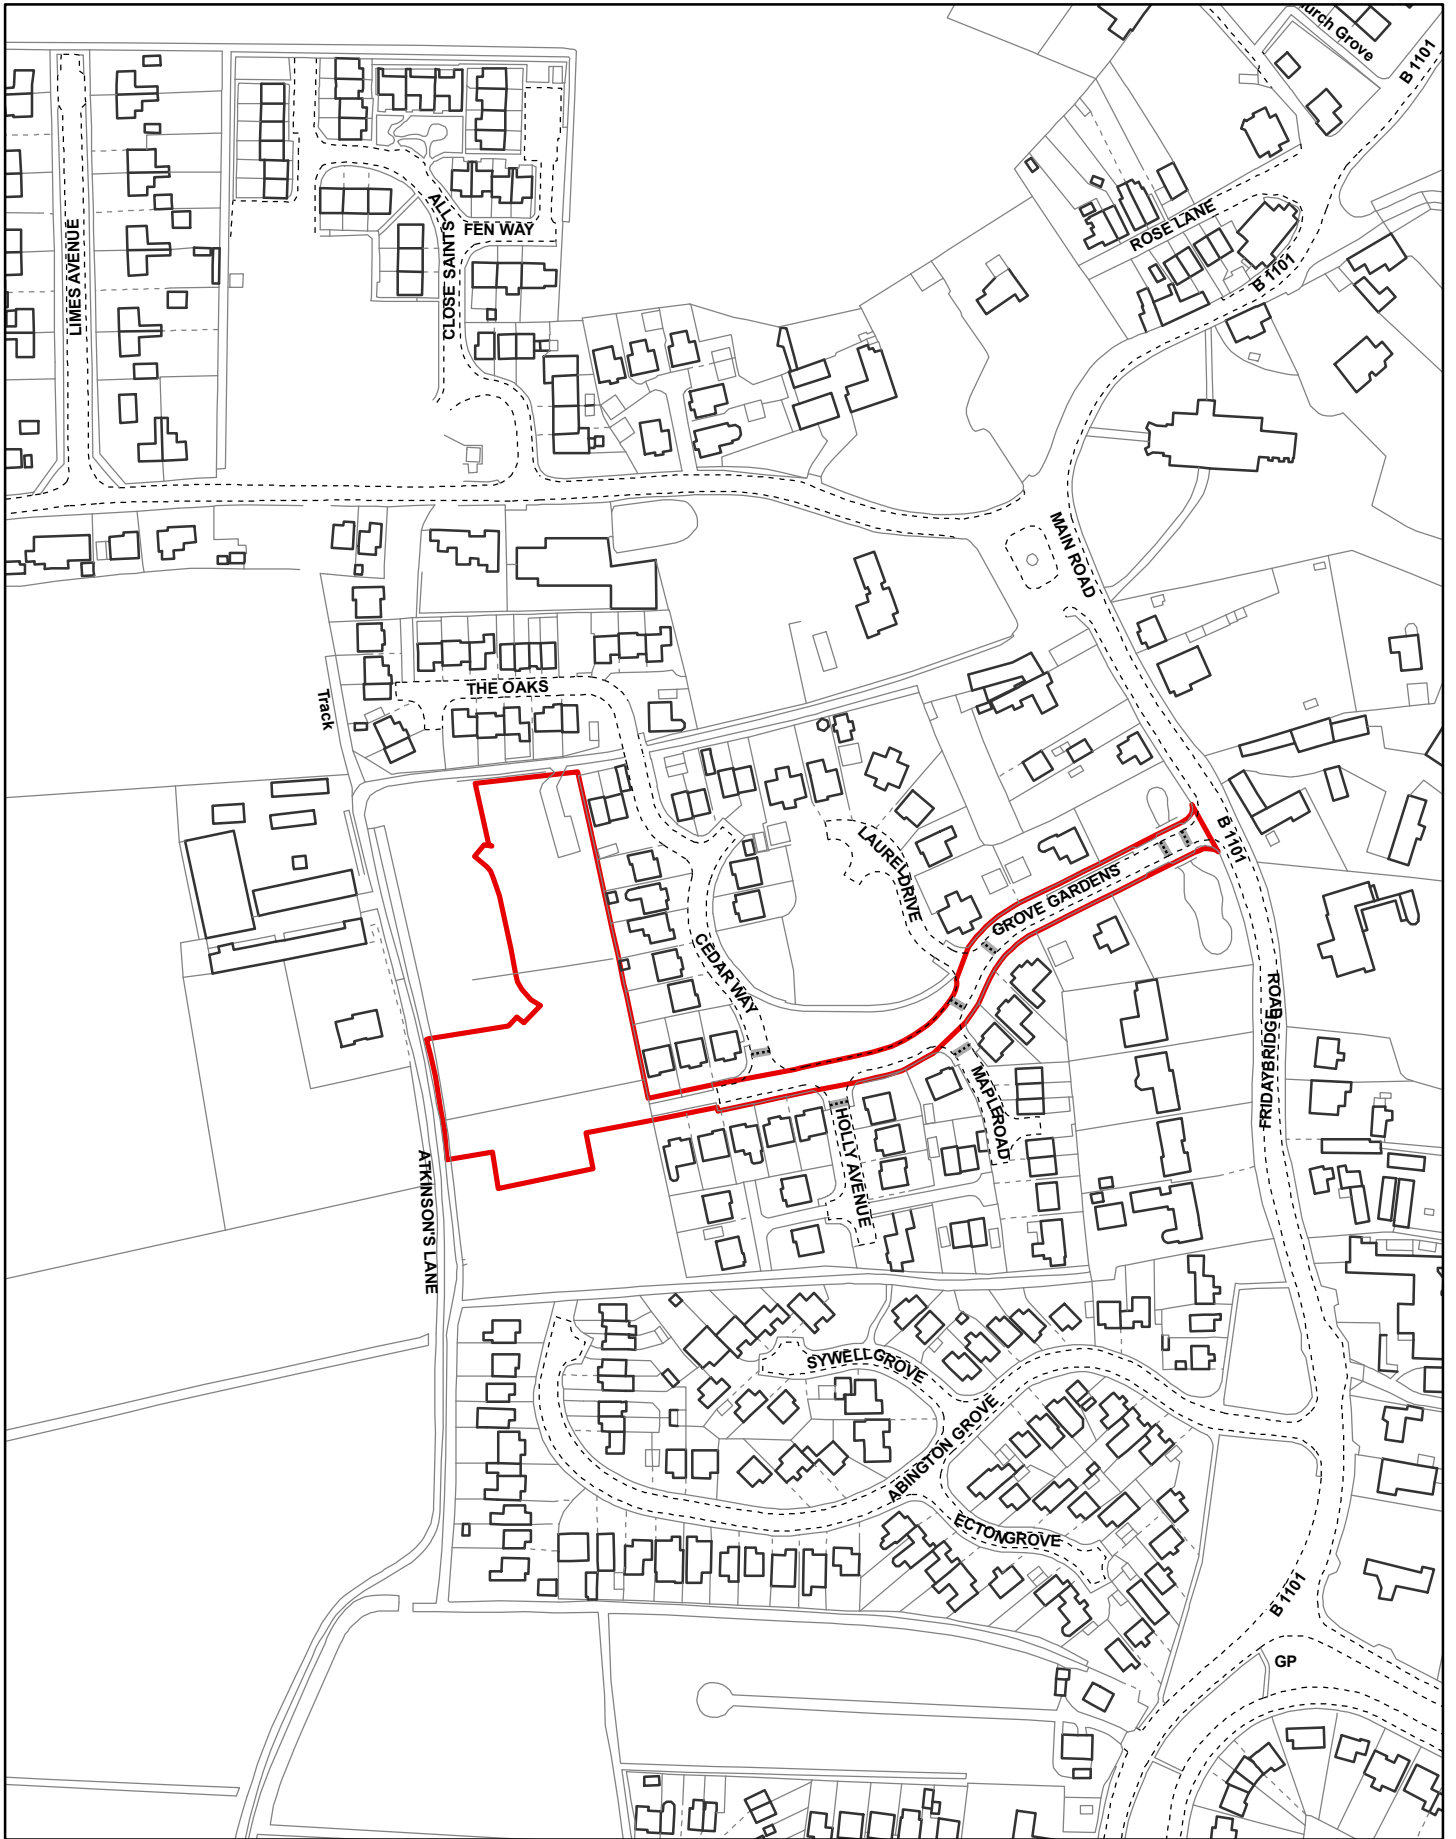 urch Grove
B 1101
LIMES AVENUE
ALL SAINTS
CLOSE
FEN WAY
ROSE LANE
B 1101
MAIN ROAD
Track
THE OAKS
LAUREL DRIVE
B 1101
GROVE GARDENS
CEDAR WAY
FRIDAYBRIDGE ROAD
MAPLE ROAD
HOLLY AVENUE
ATKINSON'S LANE
SYWELL GROVE
ABINGTON GROVE
ECTON GROVE
B 1101
GP